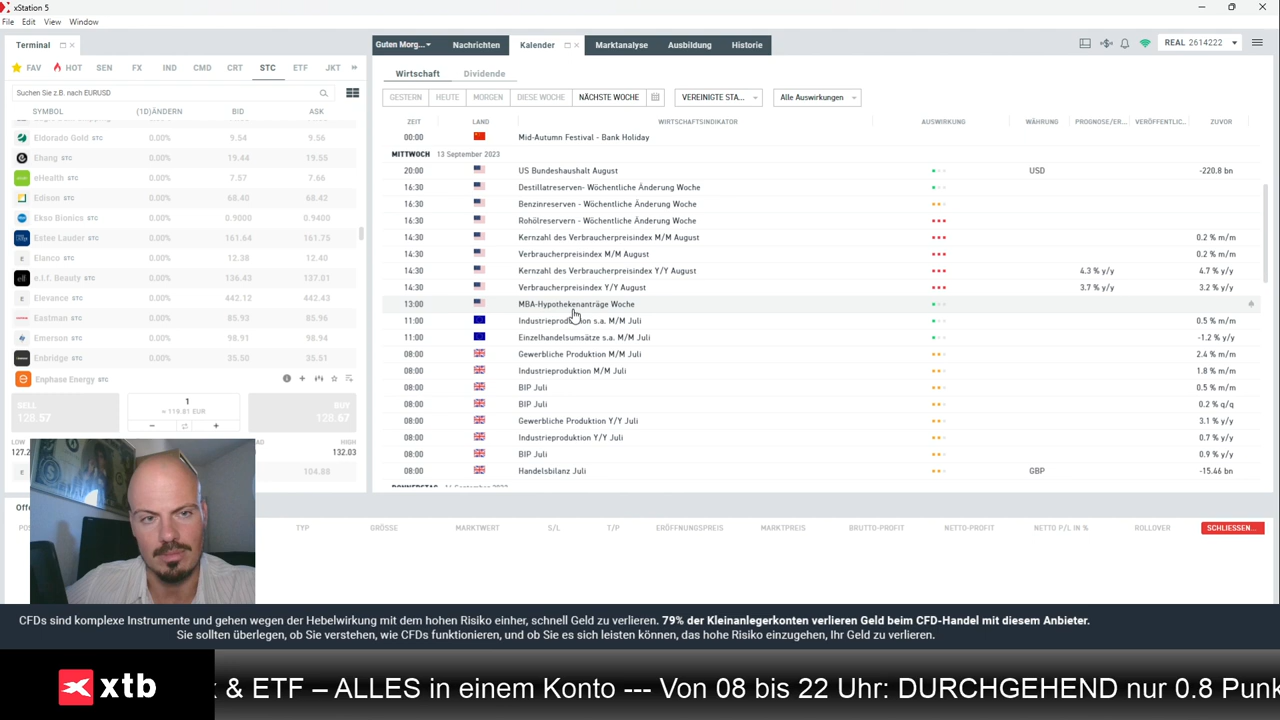 xStation 5
File Edit View Window
Terminal
FAV HOT SEN FX IND CMD CRT STC ETF JKT
Suchen Sie z.B. nach EURUSD
SYMBOL (1D)ÄNDERN BID ASK
Eldorado Gold STC 0.00% 9.54 9.56
Ehang STC 0.00% 19.44 19.55
eHealth STC 0.00% 7.57 7.66
Edison STC 0.00% 68.40 68.42
Ekso Bionics STC 0.00% 0.9000 0.9400
Estee Lauder STC 0.00% 161.64 161.75
Elanco STC 0.00% 12.38 12.40
e.l.f. Beauty STC 0.00% 136.43 137.01
Elevance STC 0.00% 442.12 442.43
Eastman STC 0.00% 85.93 85.96
Emerson STC 0.00% 98.91 98.94
Enbridge STC 0.00% 35.50 35.51
Enphase Energy STC
SELL 128.57
1
≈ 119.81 EUR
BUY 128.67
LOW HIGH
127.2 132.03
104.88
Guten Morg... Nachrichten Kalender Marktanalyse Ausbildung Historie
REAL 2614222
Wirtschaft Dividende
GESTERN HEUTE MORGEN DIESE WOCHE NÄCHSTE WOCHE VEREINIGTE STA... Alle Auswirkungen
ZEIT LAND WIRTSCHAFTSINDIKATOR AUSWIRKUNG WÄHRUNG PROGNOSE/ER... VERÖFFENTLIC... ZUVOR
00:00 Mid-Autumn Festival - Bank Holiday
MITTWOCH 13 September 2023
20:00 US Bundeshaushalt August USD -220.8 bn
16:30 Destillatreserven- Wöchentliche Änderung Woche
16:30 Benzinreserven - Wöchentliche Änderung Woche
16:30 Rohölreservern - Wöchentliche Änderung Woche
14:30 Kernzahl des Verbraucherpreisindex M/M August 0.2 % m/m
14:30 Verbraucherpreisindex M/M August 0.2 % m/m
14:30 Kernzahl des Verbraucherpreisindex Y/Y August 4.3 % y/y 4.7 % y/y
14:30 Verbraucherpreisindex Y/Y August 3.7 % y/y 3.2 % y/y
13:00 MBA-Hypothekenanträge Woche
11:00 Industrieproduktion s.a. M/M Juli 0.5 % m/m
11:00 Einzelhandelsumsätze s.a. M/M Juli -1.2 % y/y
08:00 Gewerbliche Produktion M/M Juli 2.4 % m/m
08:00 Industrieproduktion M/M Juli 1.8 % m/m
08:00 BIP Juli 0.5 % m/m
08:00 BIP Juli 0.2 % q/q
08:00 Gewerbliche Produktion Y/Y Juli 3.1 % y/y
08:00 Industrieproduktion Y/Y Juli 0.7 % y/y
08:00 BIP Juli 0.9 % y/y
08:00 Handelsbilanz Juli GBP -15.46 bn
TYP GRÖSSE MARKTWERT S/L T/P ERÖFFNUNGSPREIS MARKTPREIS BRUTTO-PROFIT NETTO-PROFIT NETTO P/L IN % ROLLOVER SCHLIESSEN...
CFDs sind komplexe Instrumente und gehen wegen der Hebelwirkung mit dem hohen Risiko einher, schnell Geld zu verlieren. 79% der Kleinanlegerkonten verlieren Geld beim CFD-Handel mit diesem Anbieter.
Sie sollten überlegen, ob Sie verstehen, wie CFDs funktionieren, und ob Sie es sich leisten können, das hohe Risiko einzugehen, Ihr Geld zu verlieren.
xtb
& ETF – ALLES in einem Konto --- Von 08 bis 22 Uhr: DURCHGEHEND nur 0.8 Punk